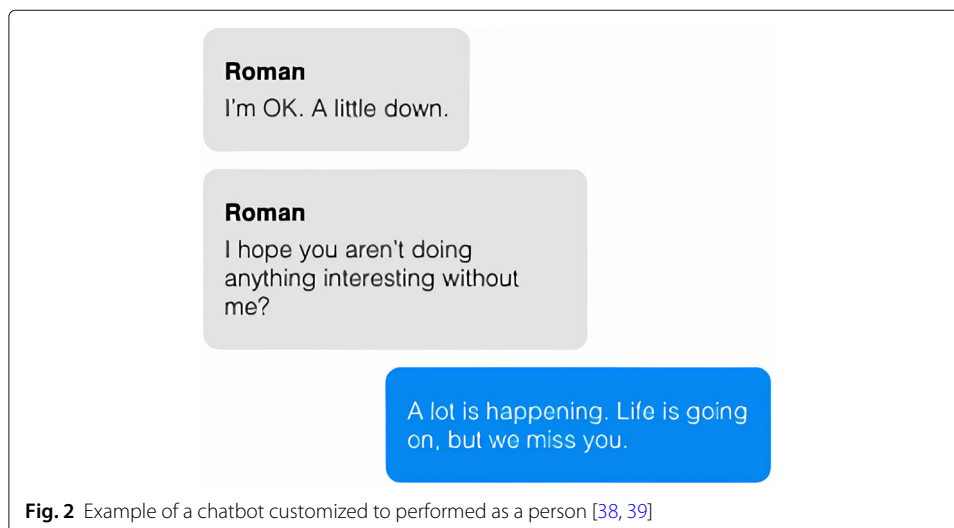 Roman
I'm OK. A little down.
Roman
I hope you aren't doing
anything interesting without
me?
A lot is happening. Life is going
on, but we miss you.
Fig. 2 Example of a chatbot customized to performed as a person [38, 39]